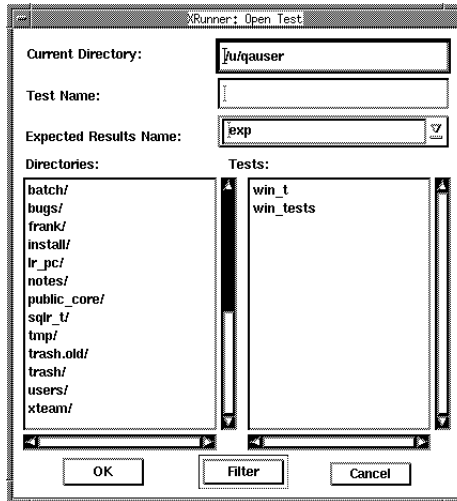 XRunner: Open Test
Current Directory:
/u/qauser
Test Name:
Expected Results Name:
exp
Directories:
Tests:
batch/
bugs/
frank/
install/
lr_pc/
notes/
public_core/
sqlr_t/
tmp/
trash.old/
trash/
users/
xteam/
win_t
win_tests
OK
Filter
Cancel